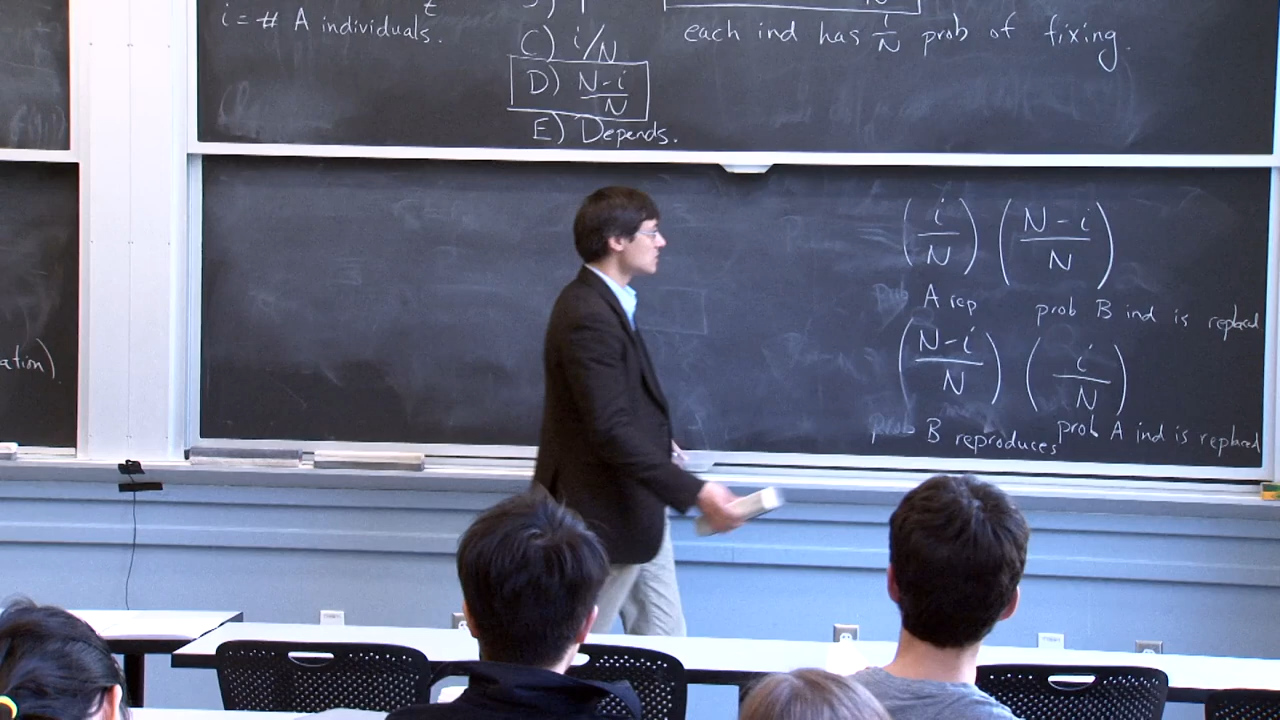 i = # A individuals.
C) i/N
D) N-i/N
E) Depends.
each ind has 1/N prob of fixing.
(i/N) (N-i/N)
Prob A rep prob B ind is replaced
(N-i/N) (i/N)
prob B reproduces prob A ind is replaced
ation)